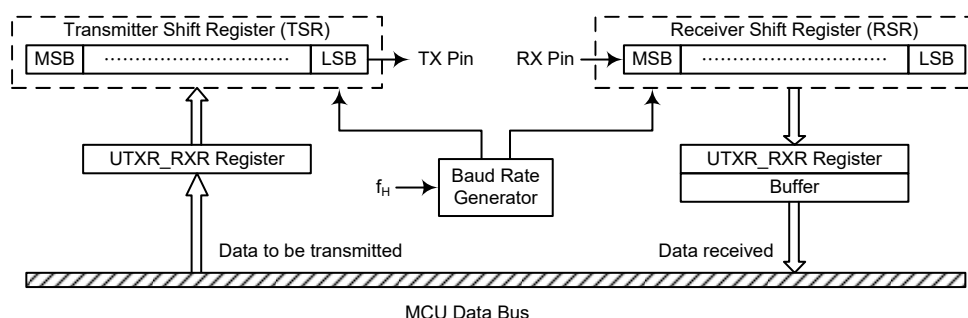 Transmitter Shift Register (TSR)
MSB
LSB
TX Pin
RX Pin
Receiver Shift Register (RSR)
MSB
LSB
UTXR_RXR Register
fH
Baud Rate
Generator
UTXR_RXR Register
Buffer
Data to be transmitted
Data received
MCU Data Bus